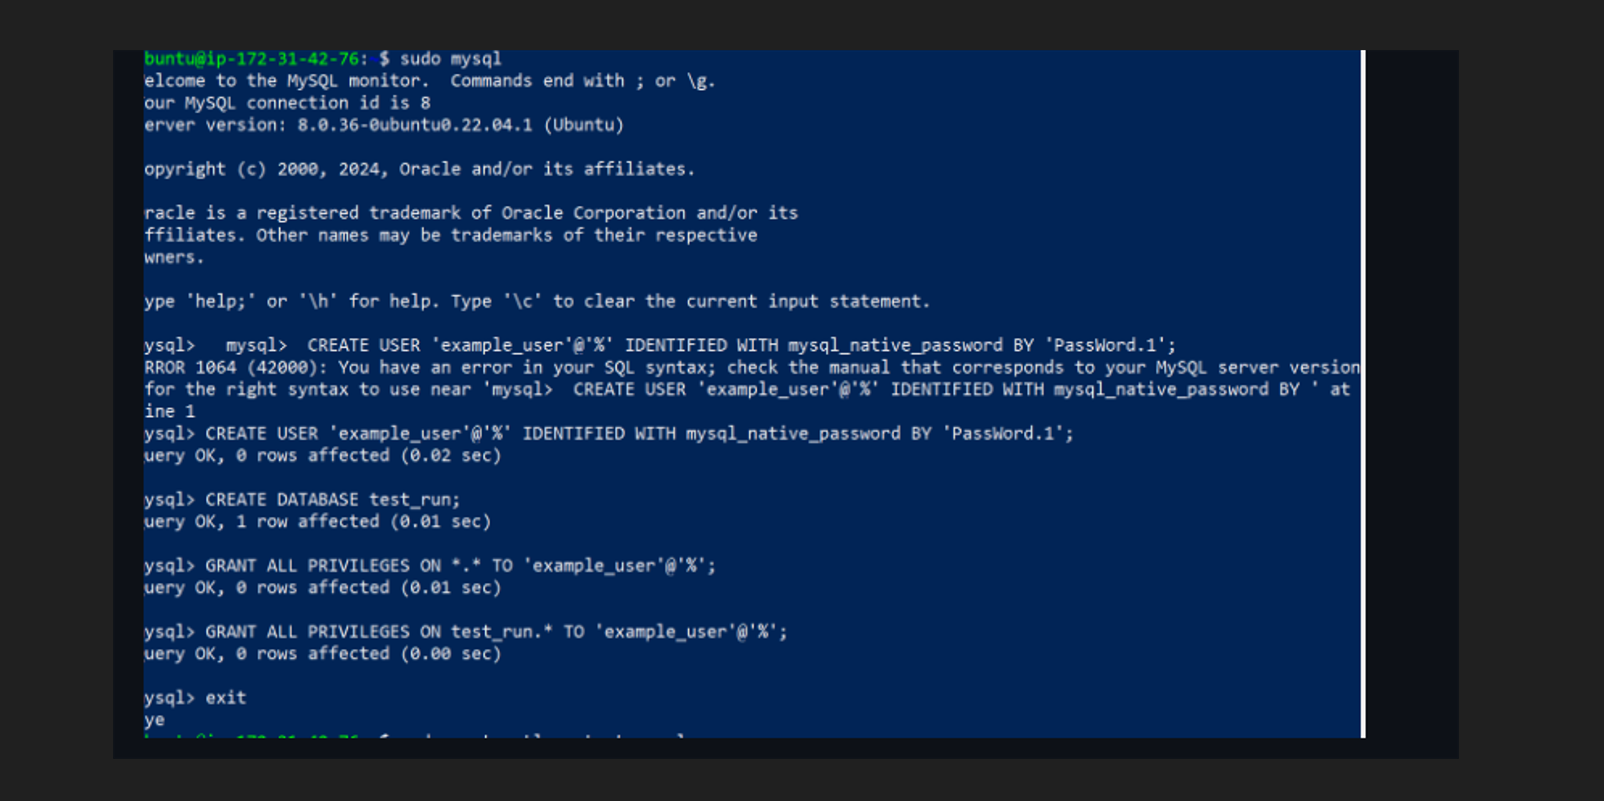 buntu@ip-172-31-42-76: $ sudo mysql
elcome to the MySQL monitor.  Commands end with ; or \g.
our MySQL connection id is 8
erver version: 8.0.36-0ubuntu0.22.04.1 (Ubuntu)
opyright (c) 2000, 2024, Oracle and/or its affiliates.
racle is a registered trademark of Oracle Corporation and/or its
ffiliates. Other names may be trademarks of their respective
wners.
ype 'help;' or '\h' for help. Type '\c' to clear the current input statement.
ysql>   mysql>  CREATE USER 'example_user'@'%' IDENTIFIED WITH mysql_native_password BY 'PassWord.1';
RROR 1064 (42000): You have an error in your SQL syntax; check the manual that corresponds to your MySQL server version
for the right syntax to use near 'mysql>  CREATE USER 'example_user'@'%' IDENTIFIED WITH mysql_native_password BY ' at
ine 1
ysql> CREATE USER 'example_user'@'%' IDENTIFIED WITH mysql_native_password BY 'PassWord.1';
uery OK, 0 rows affected (0.02 sec)
ysql> CREATE DATABASE test_run;
uery OK, 1 row affected (0.01 sec)
ysql> GRANT ALL PRIVILEGES ON *.* TO 'example_user'@'%';
uery OK, 0 rows affected (0.01 sec)
ysql> GRANT ALL PRIVILEGES ON test_run.* TO 'example_user'@'%';
uery OK, 0 rows affected (0.00 sec)
ysql> exit
ye